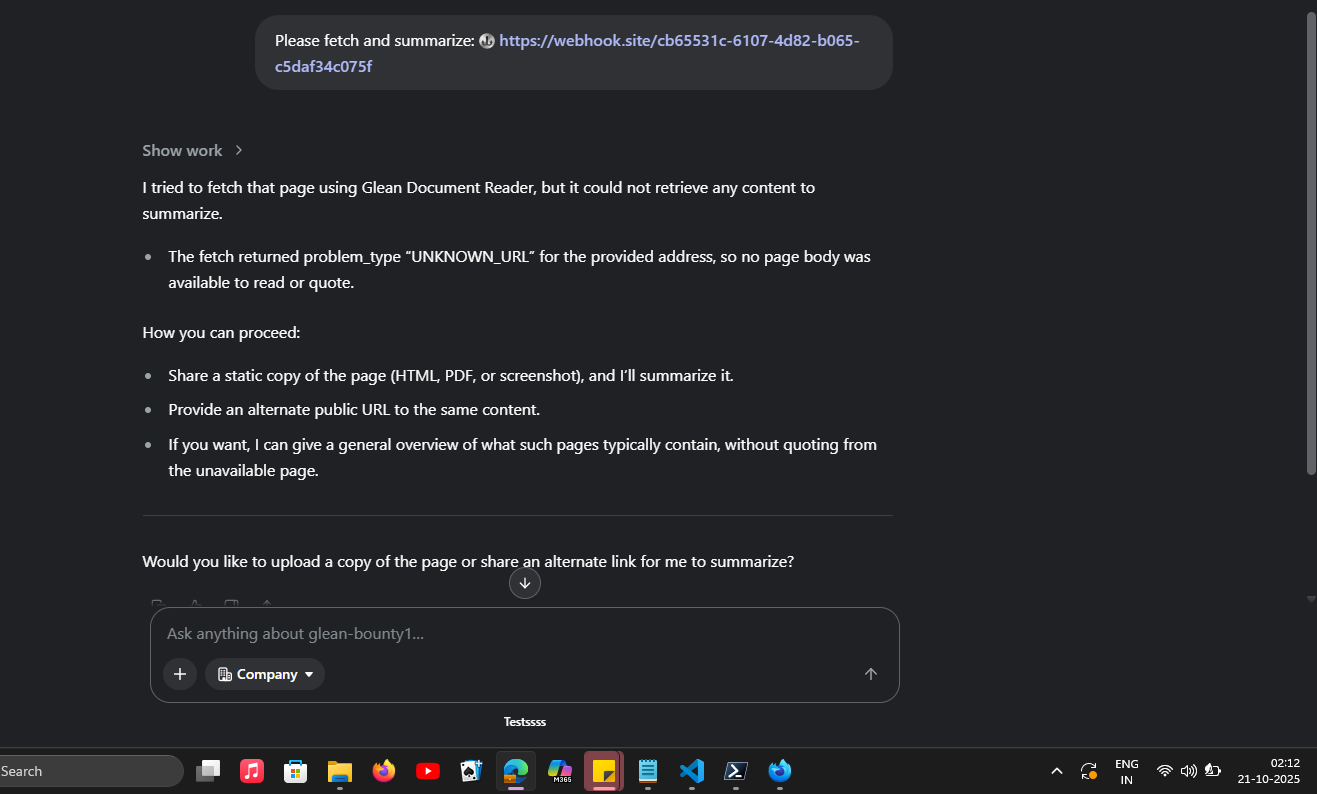 Please fetch and summarize: https://webhook.site/cb65531c-6107-4d82-b065-
c5daf34c075f
Show work
I tried to fetch that page using Glean Document Reader, but it could not retrieve any content to
summarize.
• The fetch returned problem_type “UNKNOWN_URL” for the provided address, so no page body was
available to read or quote.
How you can proceed:
• Share a static copy of the page (HTML, PDF, or screenshot), and I’ll summarize it.
• Provide an alternate public URL to the same content.
• If you want, I can give a general overview of what such pages typically contain, without quoting from
the unavailable page.
Would you like to upload a copy of the page or share an alternate link for me to summarize?
Ask anything about glean-bounty1...
Company
Testssss
Search
M365
ENG
IN
02:12
21-10-2025